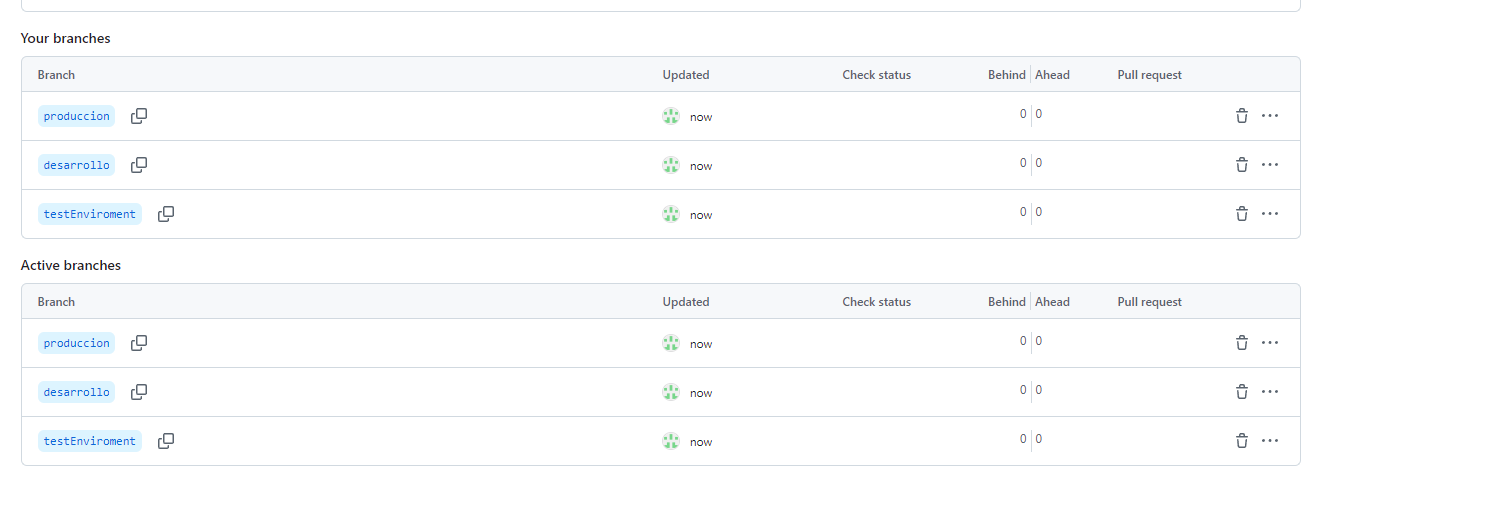 Your branches
Branch Updated Check status Behind Ahead Pull request
produccion now 0 0
desarrollo now 0 0
testEnviroment now 0 0
Active branches
Branch Updated Check status Behind Ahead Pull request
produccion now 0 0
desarrollo now 0 0
testEnviroment now 0 0